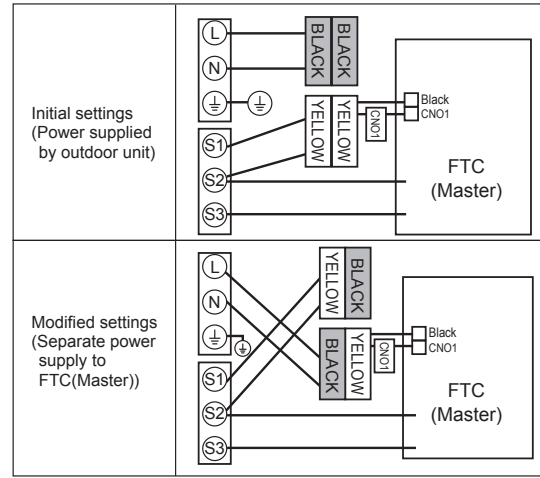 Initial settings
(Power supplied
by outdoor unit)
L
N
S1
S2
S3
BLACK
BLACK
YELLOW
YELLOW
CNO1
Black
CNO1
FTC
(Master)
Modified settings
(Separate power
supply to
FTC(Master))
L
N
S1
S2
S3
YELLOW
BLACK
BLACK
YELLOW
CNO1
Black
CNO1
FTC
(Master)